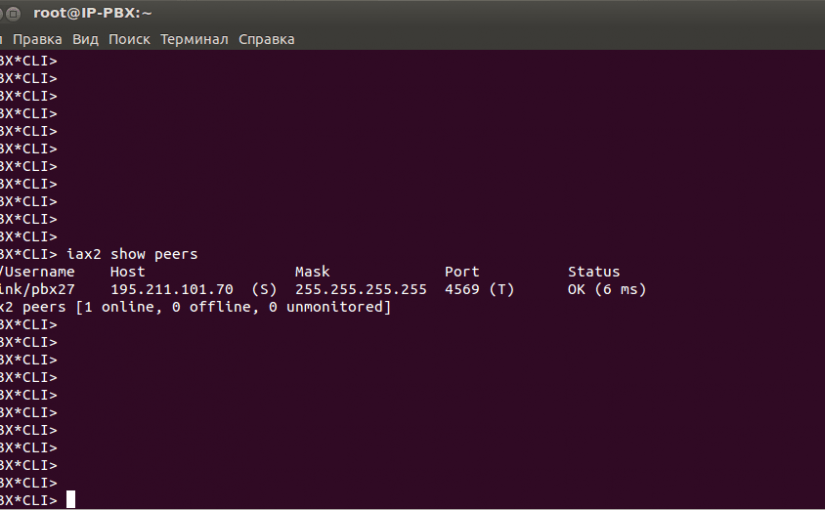 root@IP-PBX:~
Правка Вид Поиск Терминал Справка
BX*CLI>
BX*CLI>
BX*CLI>
BX*CLI>
BX*CLI>
BX*CLI>
BX*CLI>
BX*CLI>
BX*CLI>
BX*CLI>
BX*CLI>
BX*CLI> iax2 show peers
/Username Host Mask Port Status
ink/pbx27 195.211.101.70 (S) 255.255.255.255 4569 (T) OK (6 ms)
x2 peers [1 online, 0 offline, 0 unmonitored]
BX*CLI>
BX*CLI>
BX*CLI>
BX*CLI>
BX*CLI>
BX*CLI>
BX*CLI>
BX*CLI>
BX*CLI>
BX*CLI>
BX*CLI>